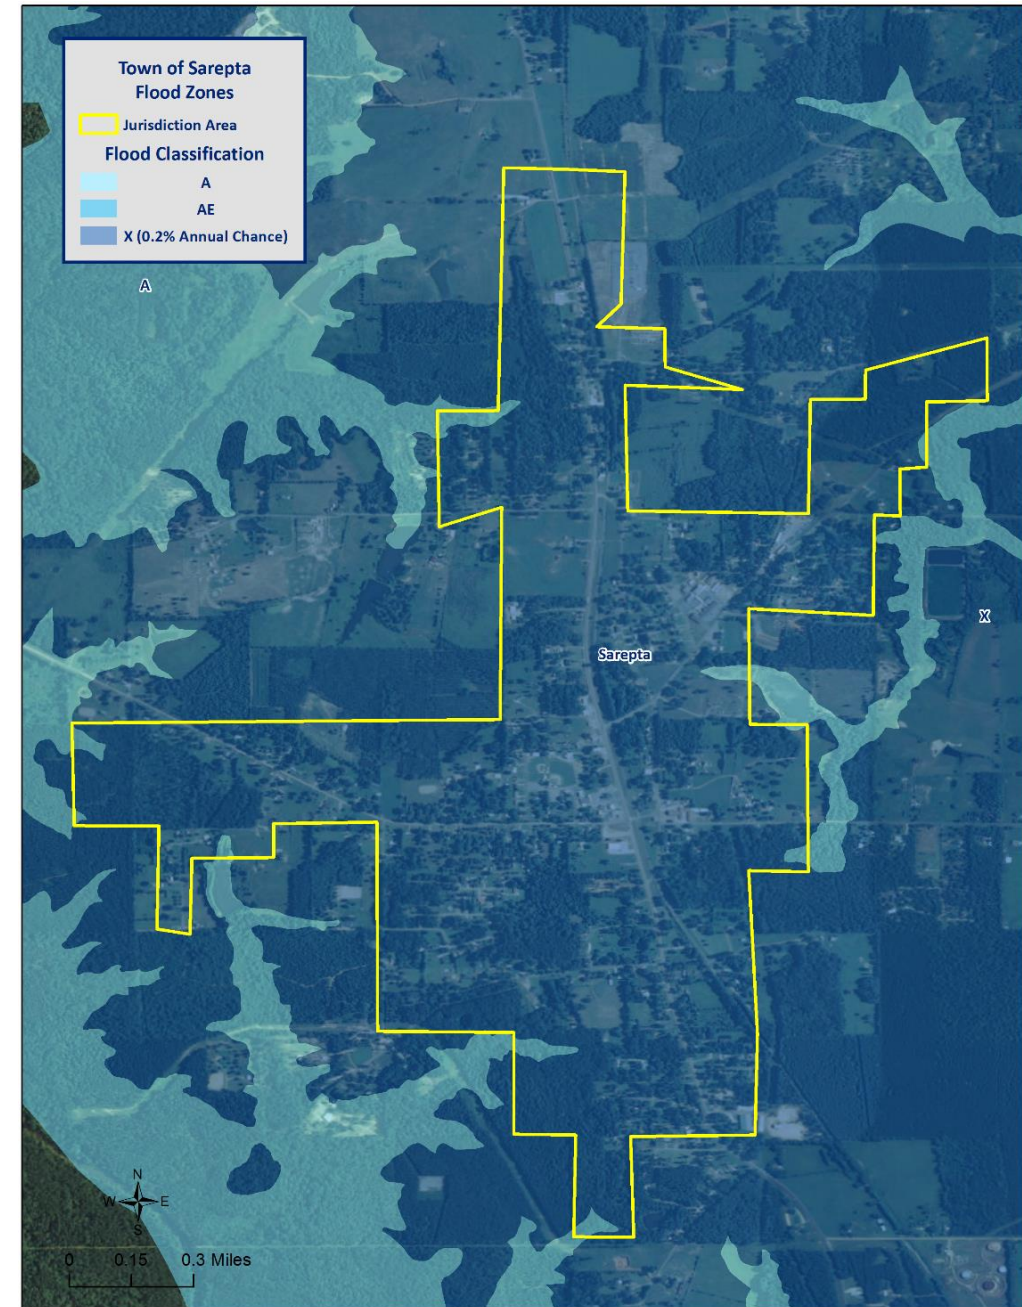 Town of Sarepta
Flood Zones
Jurisdiction Area
Flood Classification
A
AE
X (0.2% Annual Chance)
A
X
Sarepta
N
W E
S
0 0.15 0.3 Miles